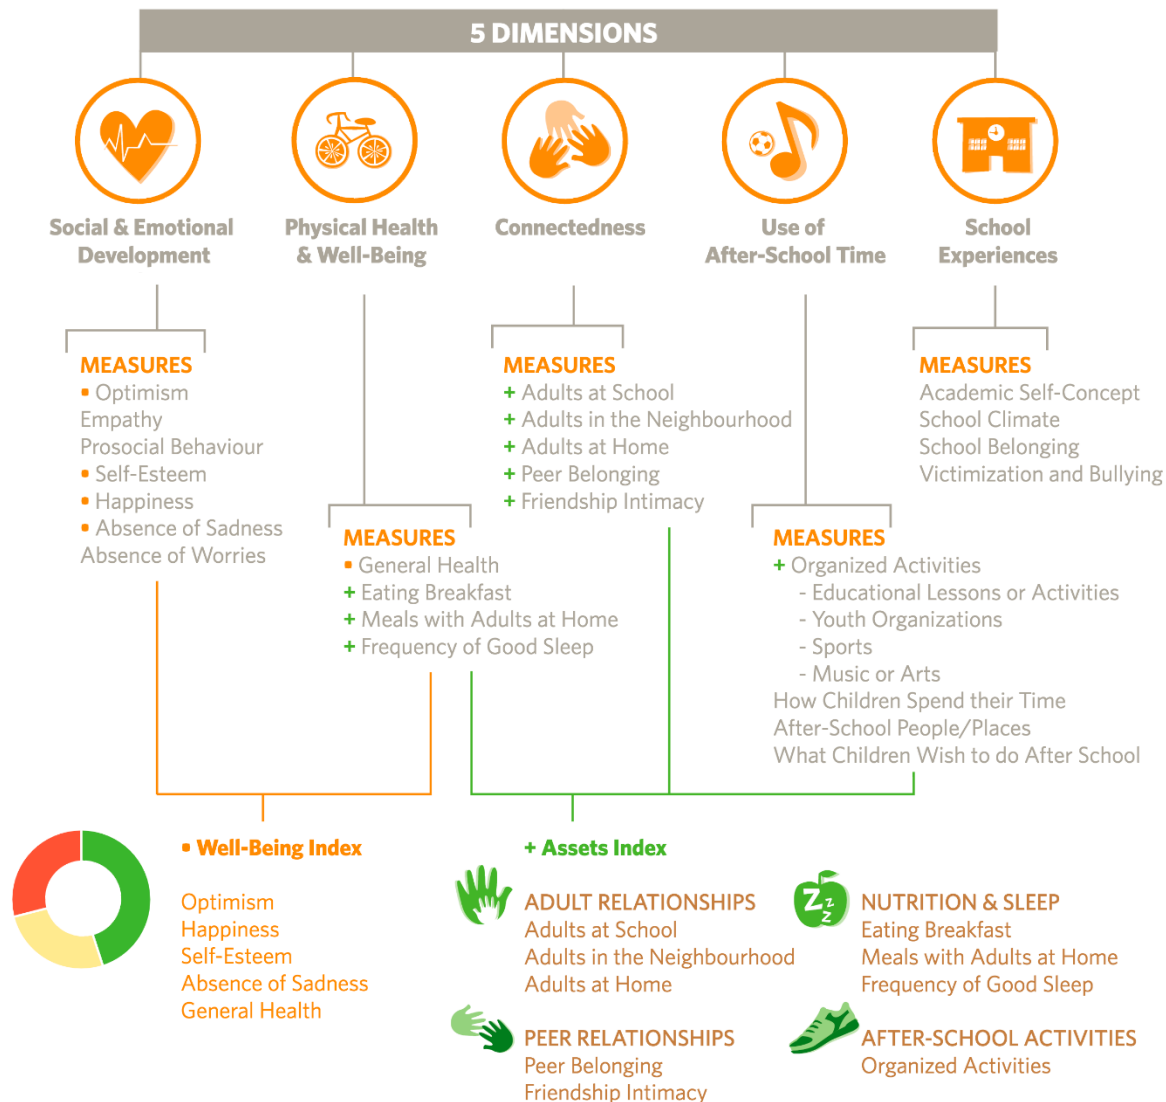 5 DIMENSIONS
Social & Emotional
Development
Physical Health
& Well-Being
Connectedness
Use of
After-School Time
School
Experiences
MEASURES
▪ Optimism
Empathy
Prosocial Behaviour
▪ Self-Esteem
▪ Happiness
▪ Absence of Sadness
Absence of Worries
MEASURES
▪ General Health
+ Eating Breakfast
+ Meals with Adults at Home
+ Frequency of Good Sleep
MEASURES
+ Adults at School
+ Adults in the Neighbourhood
+ Adults at Home
+ Peer Belonging
+ Friendship Intimacy
MEASURES
+ Organized Activities
- Educational Lessons or Activities
- Youth Organizations
- Sports
- Music or Arts
How Children Spend their Time
After-School People/Places
What Children Wish to do After School
MEASURES
Academic Self-Concept
School Climate
School Belonging
Victimization and Bullying
▪ Well-Being Index
Optimism
Happiness
Self-Esteem
Absence of Sadness
General Health
+ Assets Index
ADULT RELATIONSHIPS
Adults at School
Adults in the Neighbourhood
Adults at Home
PEER RELATIONSHIPS
Peer Belonging
Friendship Intimacy
Z z z
NUTRITION & SLEEP
Eating Breakfast
Meals with Adults at Home
Frequency of Good Sleep
AFTER-SCHOOL ACTIVITIES
Organized Activities